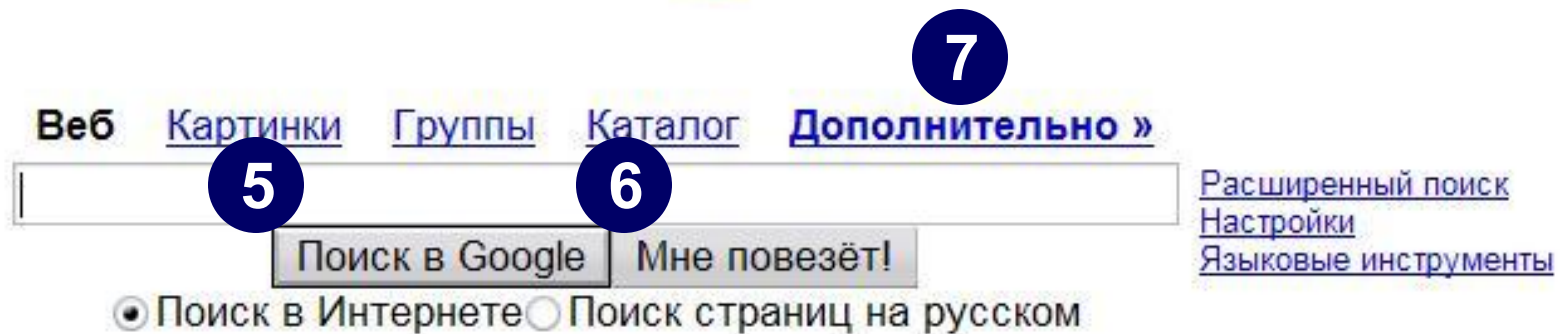 7
Веб Картинки Группы Каталог Дополнительно »
5 6
Расширенный поиск
Настройки
Языковые инструменты
Поиск в Google Мне повезёт!
Поиск в Интернете Поиск страниц на русском